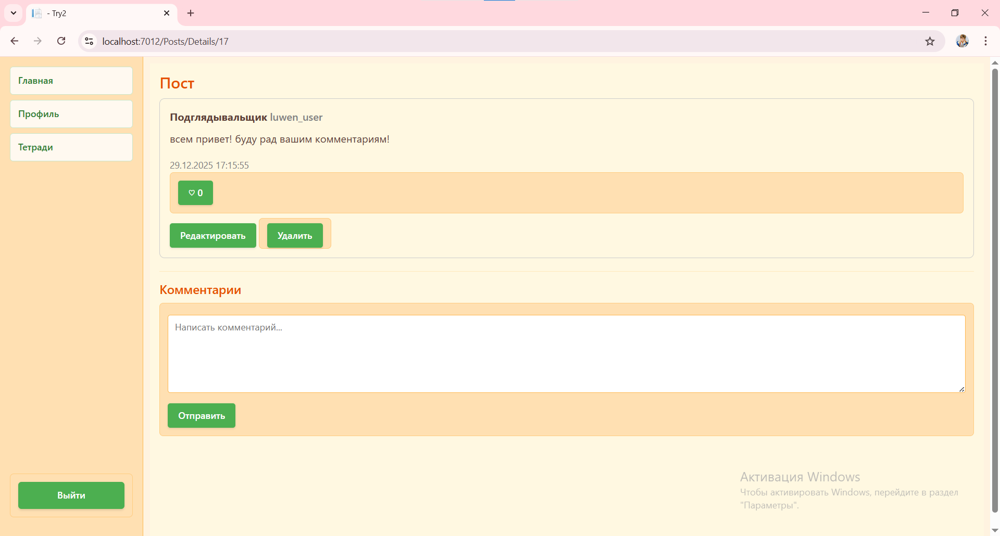 - Try2
localhost:7012/Posts/Details/17
Главная
Профиль
Тетради
Выйти
Пост
Подглядывальщик luwen_user
всем привет! буду рад вашим комментариям!
29.12.2025 17:15:55
♡ 0
Редактировать Удалить
Комментарии
Написать комментарий...
Отправить
Активация Windows
Чтобы активировать Windows, перейдите в раздел
"Параметры".